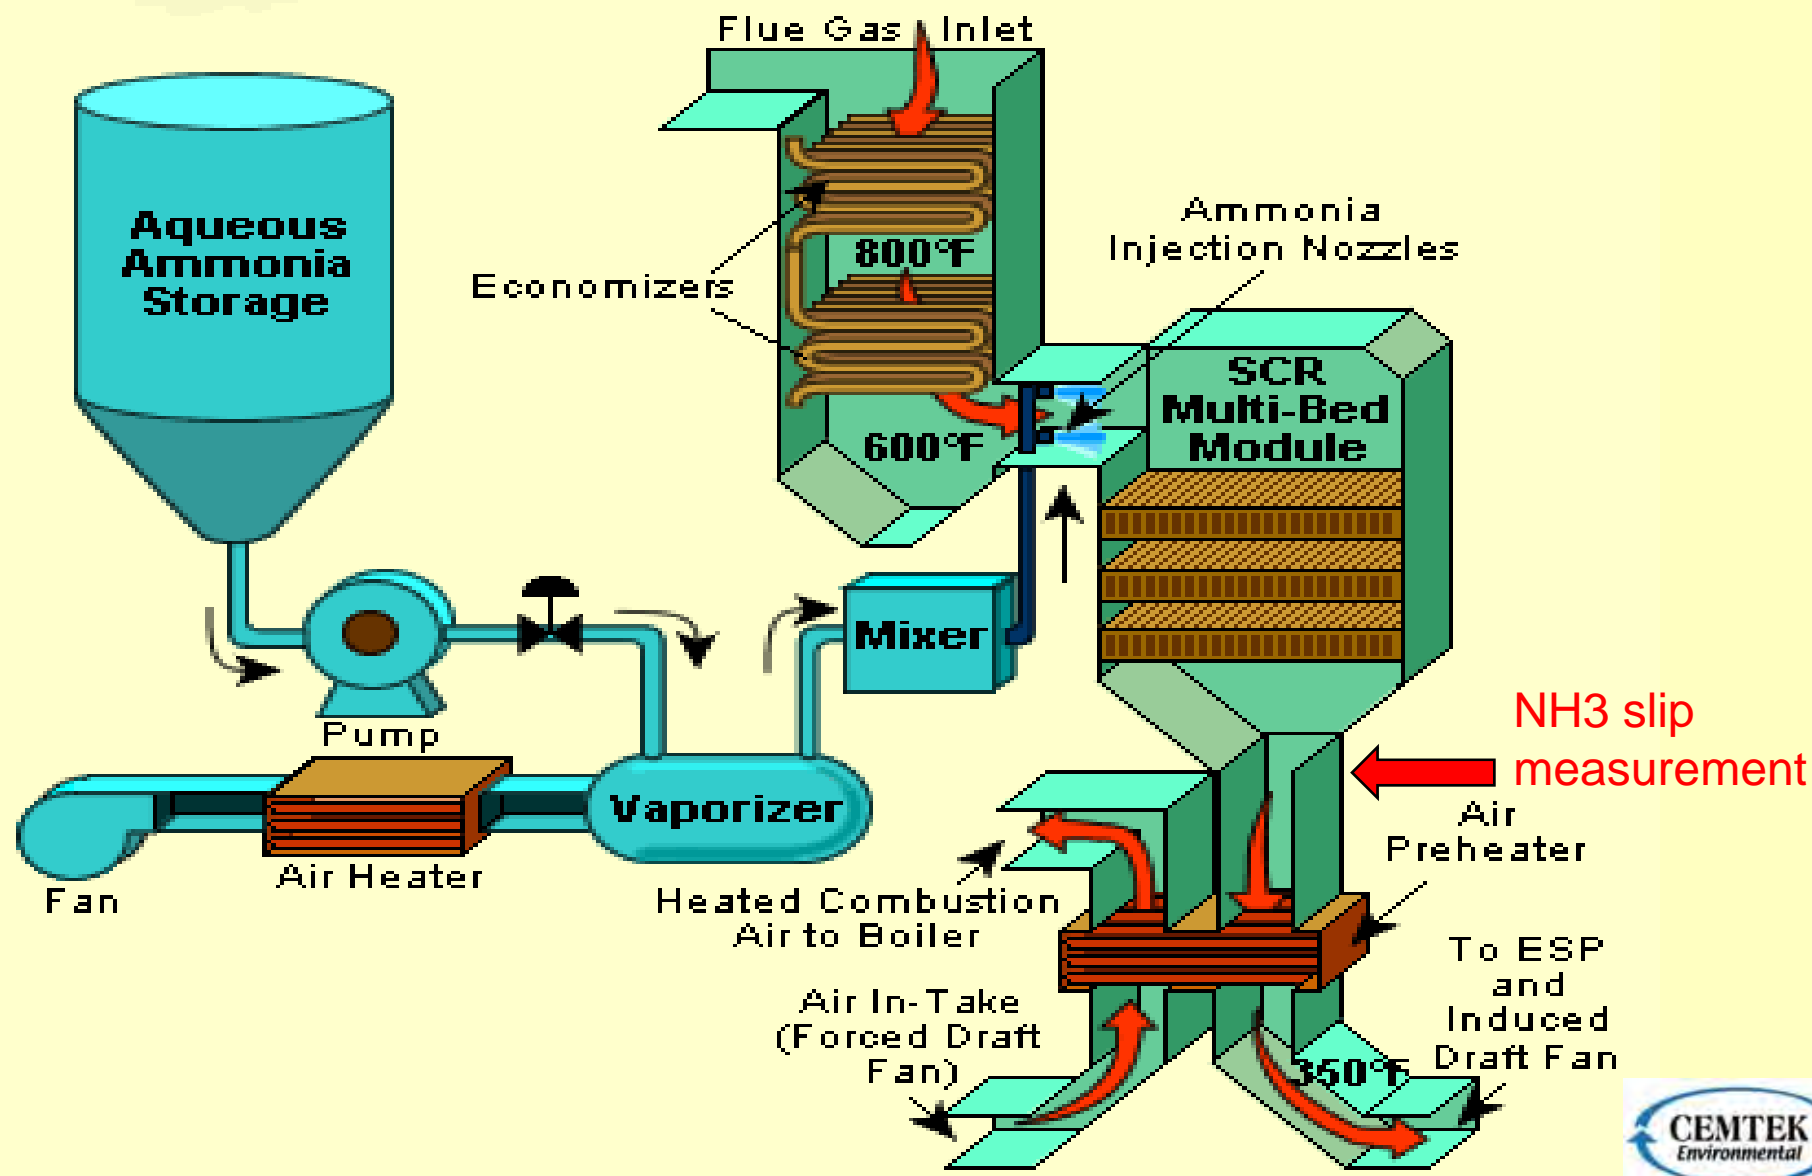 Flue Gas Inlet
Aqueous
Ammonia
Storage
Economizers
800°F
600°F
Ammonia
Injection Nozzles
SCR
Multi-Bed
Module
Pump
Mixer
Fan
Air Heater
Vaporizer
NH3 slip
measurement
Air
Preheater
Heated Combustion
Air to Boiler
Air In-Take
(Forced Draft
Fan)
To ESP
and
Induced
Draft Fan
350°F
CEMTEK
Environmental